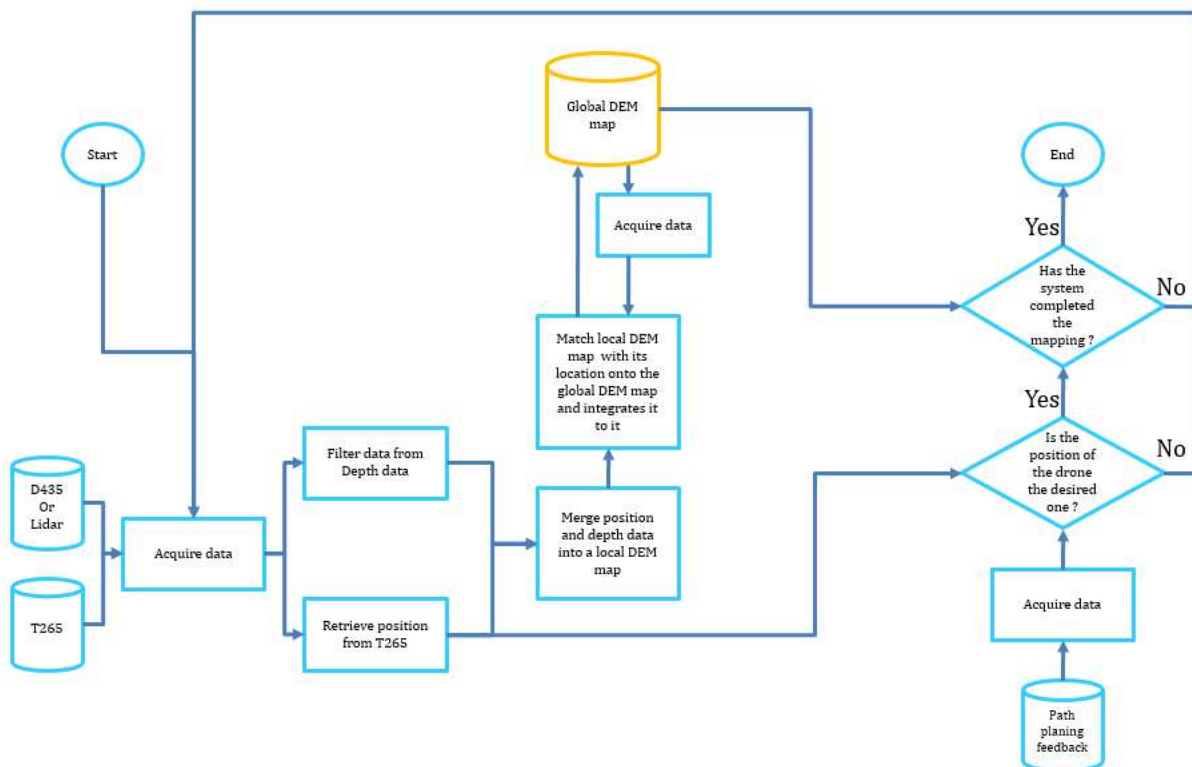 Global DEM
map
Start
End
Acquire data
Yes
Has the
system
completed
the
mapping ?
No
Match local DEM
map with its
location onto the
global DEM map
and integrates it
to it
Yes
Is the
position of
the drone
the desired
one ?
No
Filter data from
Depth data
D435
Or
Lidar
Acquire data
Merge position
and depth data
into a local DEM
map
T265
Retrieve position
from T265
Acquire data
Path
planing
feedback